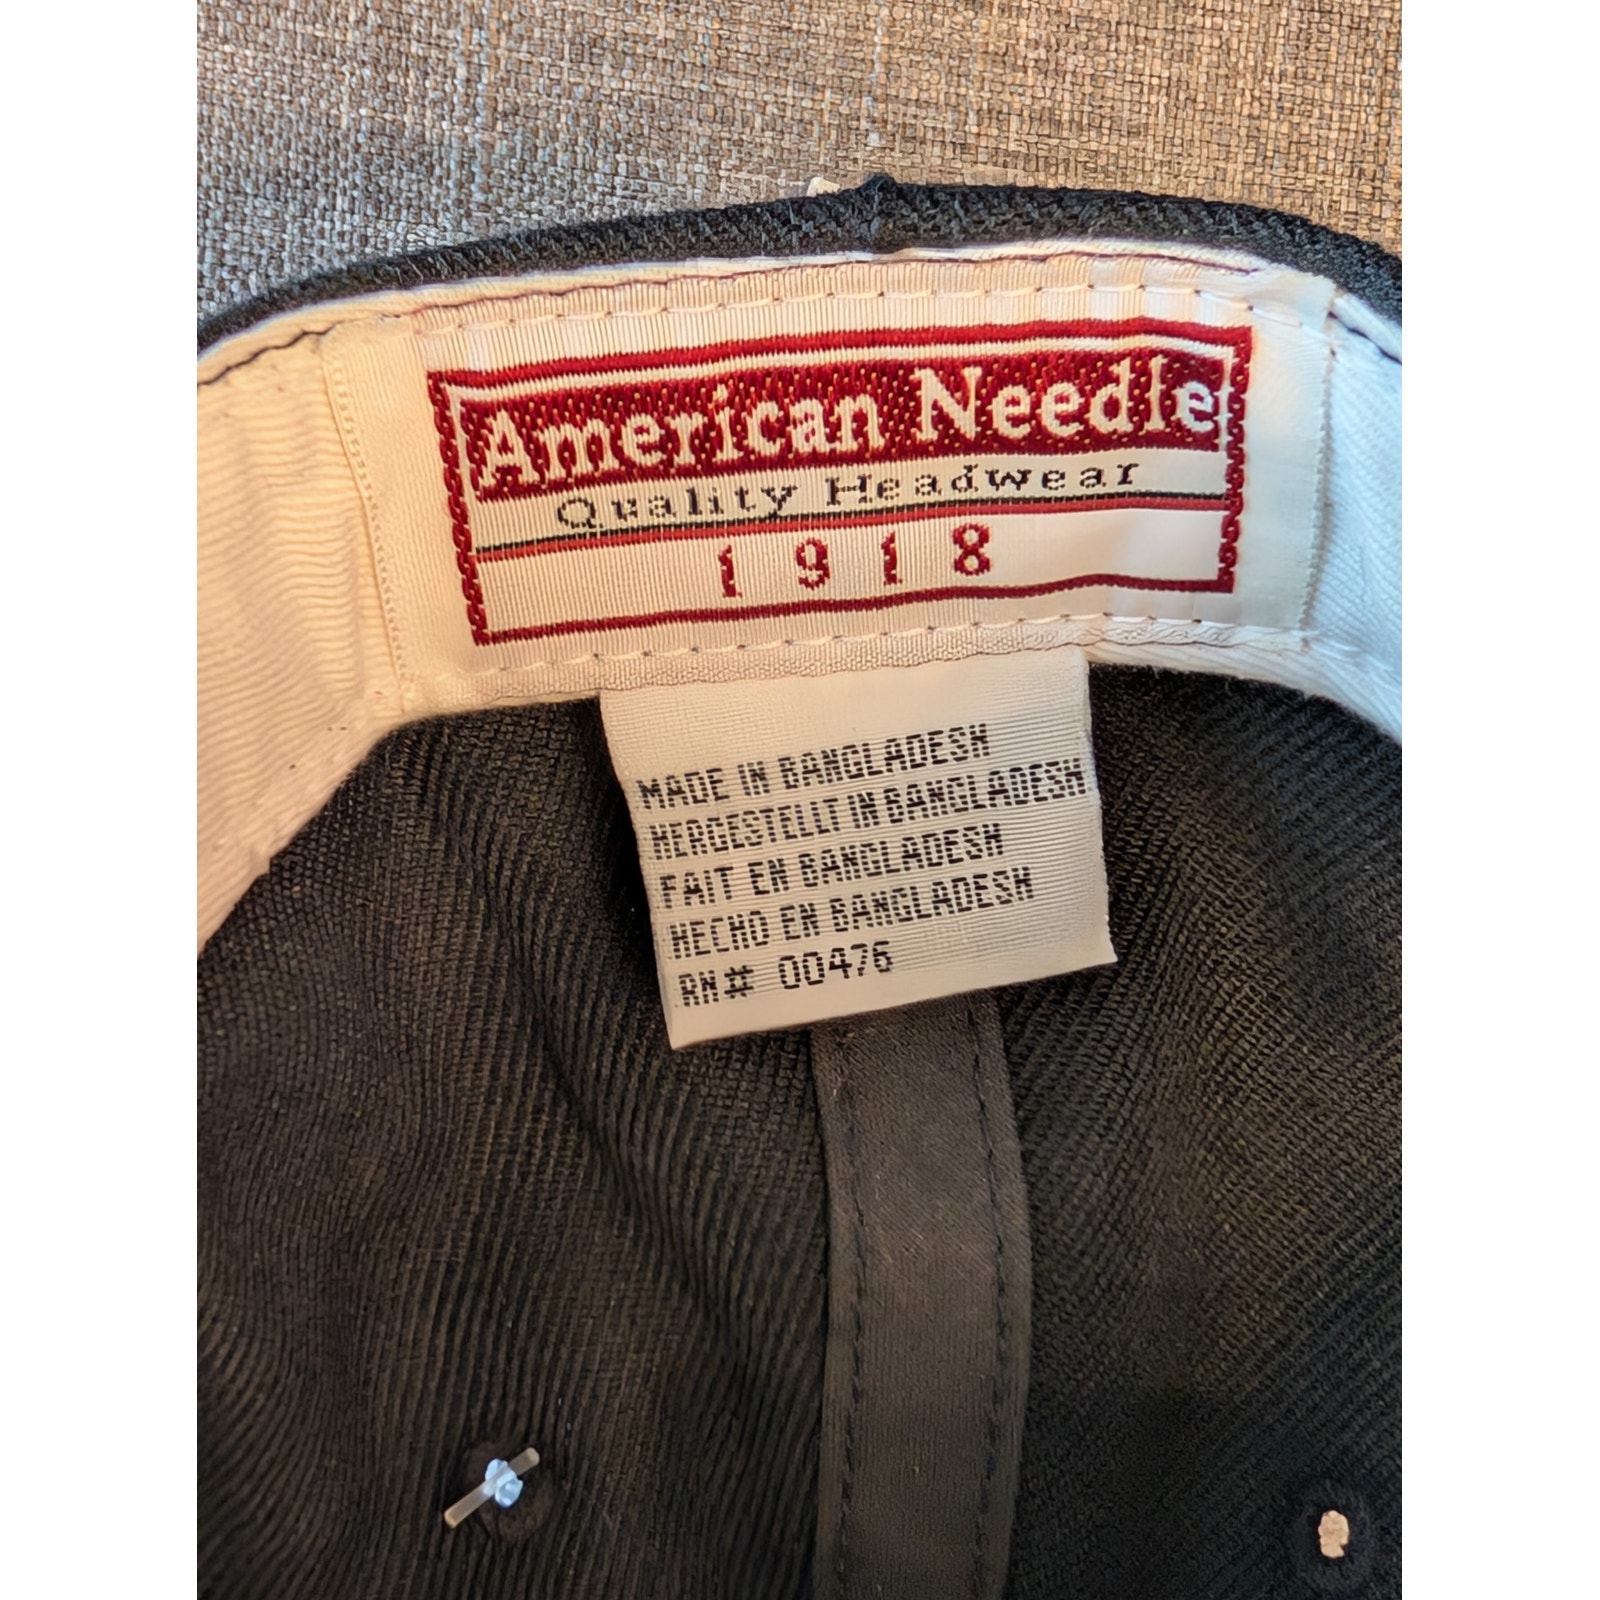 American Needle
Quality Headwear
1918
MADE IN BANGLADESH
HERGESTELLT IN BANGLADESH
FAIT EN BANGLADESH
HECHO EN BANGLADESH
RN# 00476